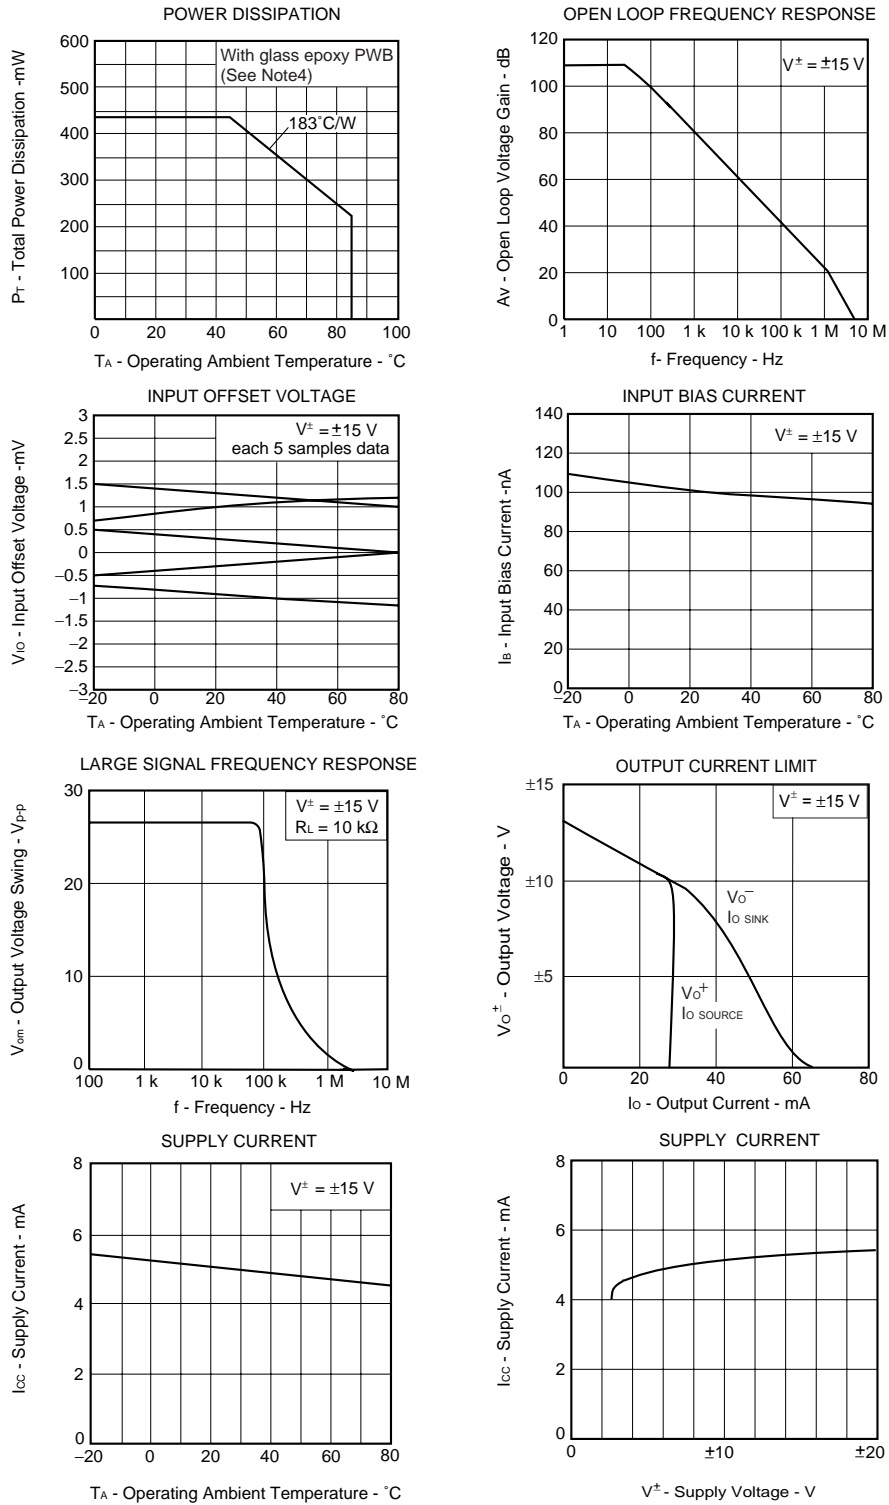 POWER DISSIPATION
PT - Total Power Dissipation -mW
600
500
400
300
200
100
With glass epoxy PWB
(See Note4)
183˚C/W
0 20 40 60 80 100
TA - Operating Ambient Temperature - ˚C
OPEN LOOP FREQUENCY RESPONSE
AV - Open Loop Voltage Gain - dB
120
100
80
60
40
20
0
V± = ±15 V
1 10 100 1 k 10 k 100 k 1 M 10 M
f- Frequency - Hz
INPUT OFFSET VOLTAGE
VIO - Input Offset Voltage -mV
3
2.5
2
1.5
1
0.5
0
–0.5
–1
–1.5
–2
–2.5
–3
V± = ±15 V
each 5 samples data
–20 0 20 40 60 80
TA - Operating Ambient Temperature - ˚C
INPUT BIAS CURRENT
IB - Input Bias Current -nA
140
120
100
80
60
40
20
0
V± = ±15 V
–20 0 20 40 60 80
TA - Operating Ambient Temperature - ˚C
LARGE SIGNAL FREQUENCY RESPONSE
Vom - Output Voltage Swing - Vp-p
30
20
10
0
V± = ±15 V
RL = 10 kΩ
100 1 k 10 k 100 k 1 M 10 M
f - Frequency - Hz
OUTPUT CURRENT LIMIT
VO± - Output Voltage - V
±15
±10
±5
V± = ±15 V
VO–
IO SINK
VO+
IO SOURCE
0 20 40 60 80
IO - Output Current - mA
SUPPLY CURRENT
ICC - Supply Current - mA
8
6
4
2
0
V± = ±15 V
–20 0 20 40 60 80
TA - Operating Ambient Temperature - ˚C
SUPPLY CURRENT
ICC - Supply Current - mA
8
6
4
2
0
0 ±10 ±20
V± - Supply Voltage - V